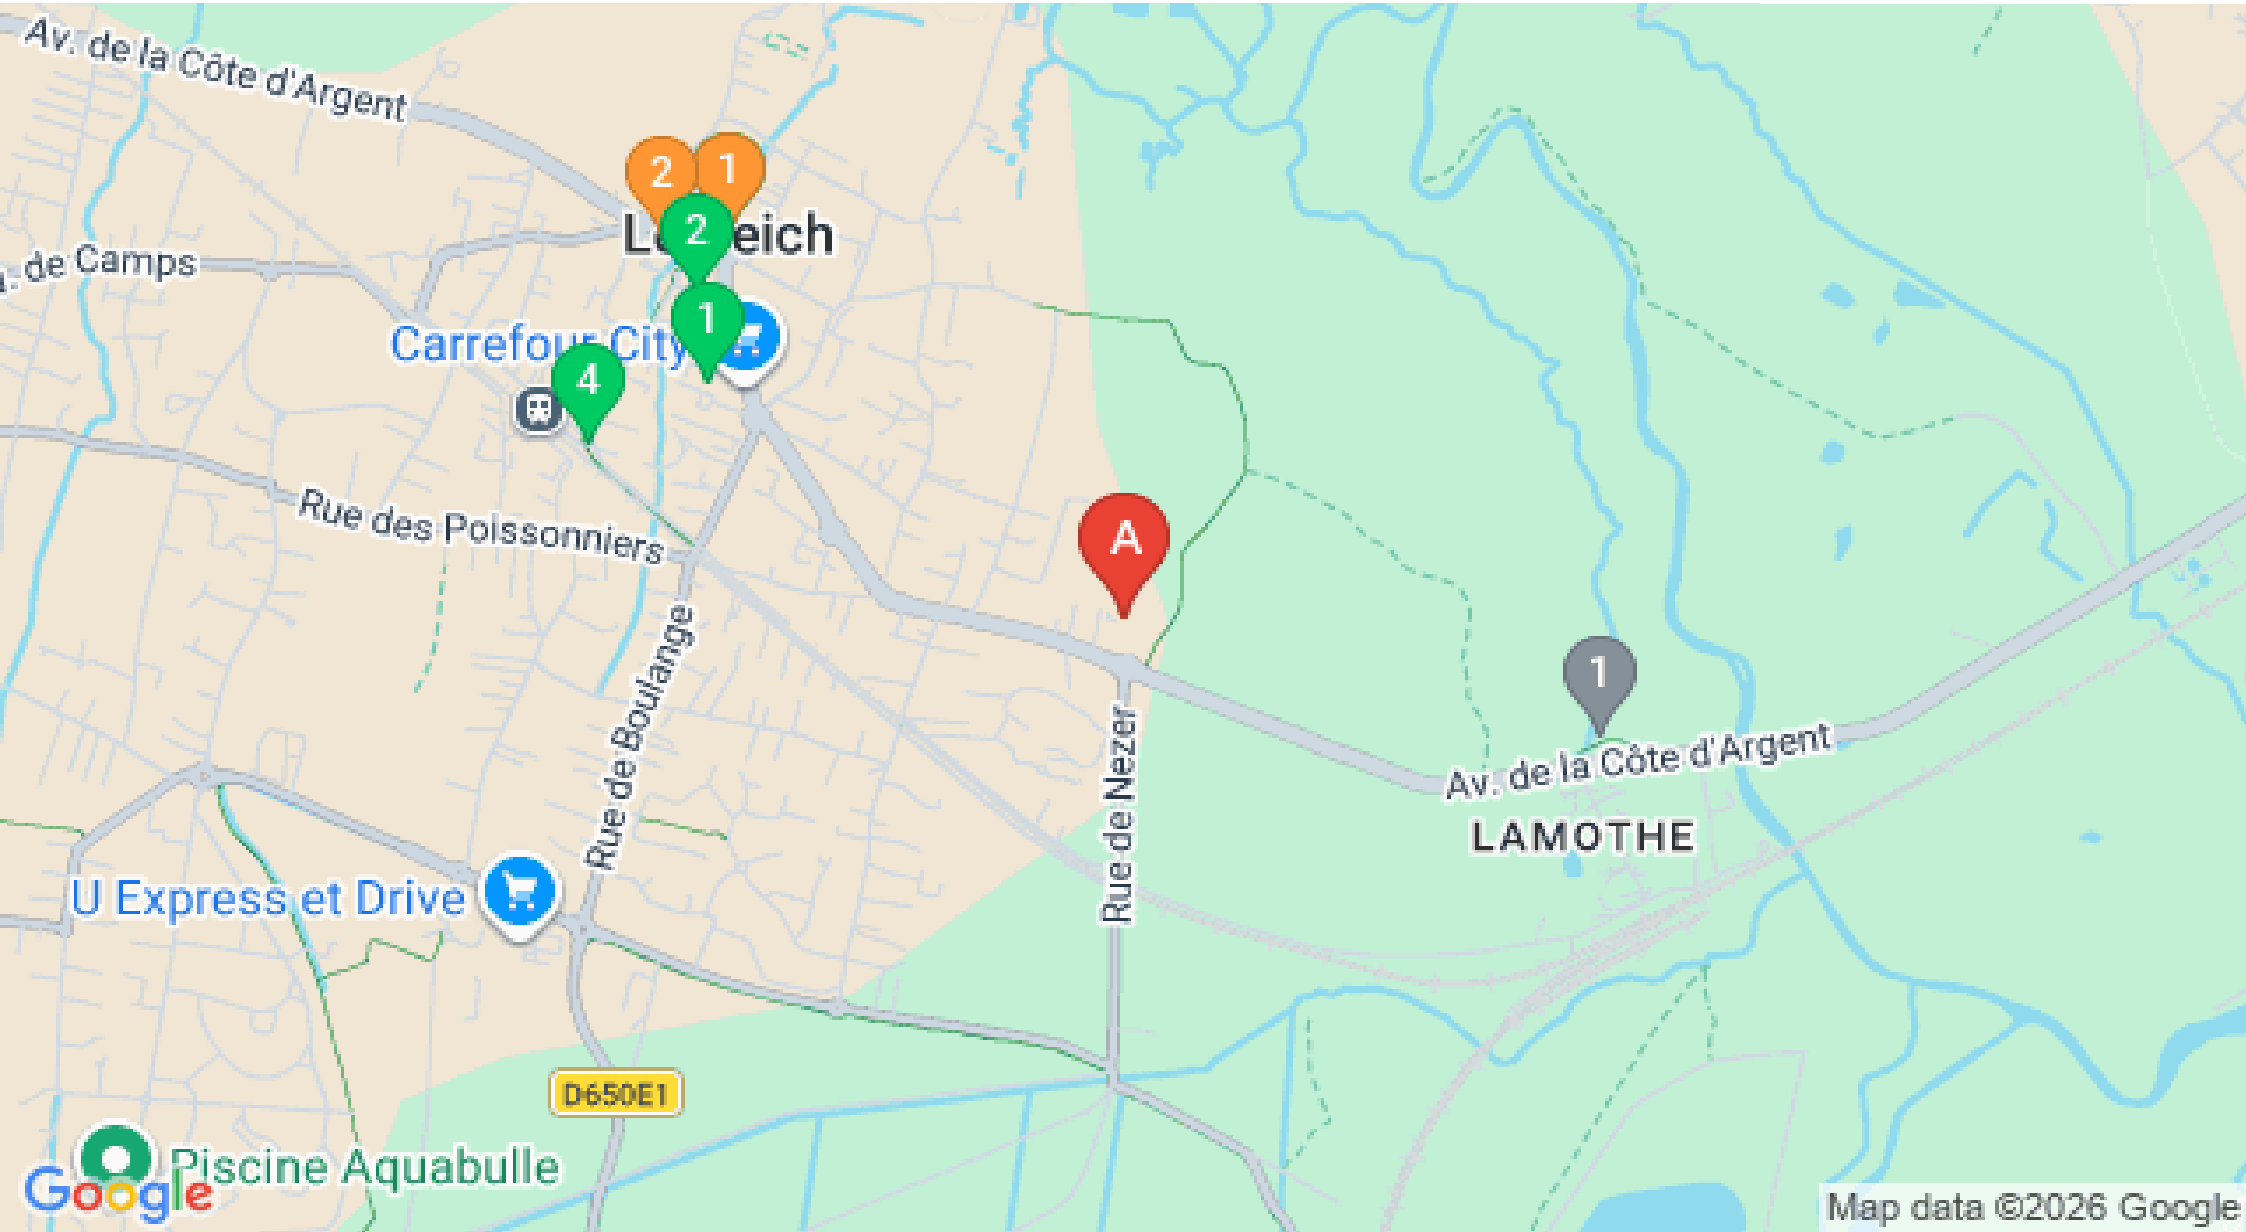 Av. de la Côte d'Argent
2
1
2
de Camps
1
Carrefour City
4
Rue des Poissonniers
A
Rue de Boulange
1
Rue de Nezer
Av. de la Côte d'Argent
LAMOTHE
U Express et Drive
D650E1
Piscine Aquabulle
Google
Map data ©2026 Google